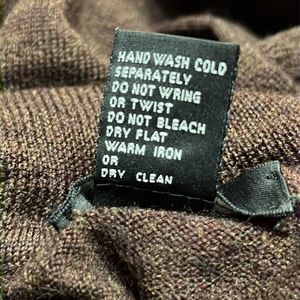 HAND WASH COLD
SEPARATELY
DO NOT WRING
OR TWIST
DO NOT BLEACH
DRY FLAT
WARM IRON
OR
DRY CLEAN